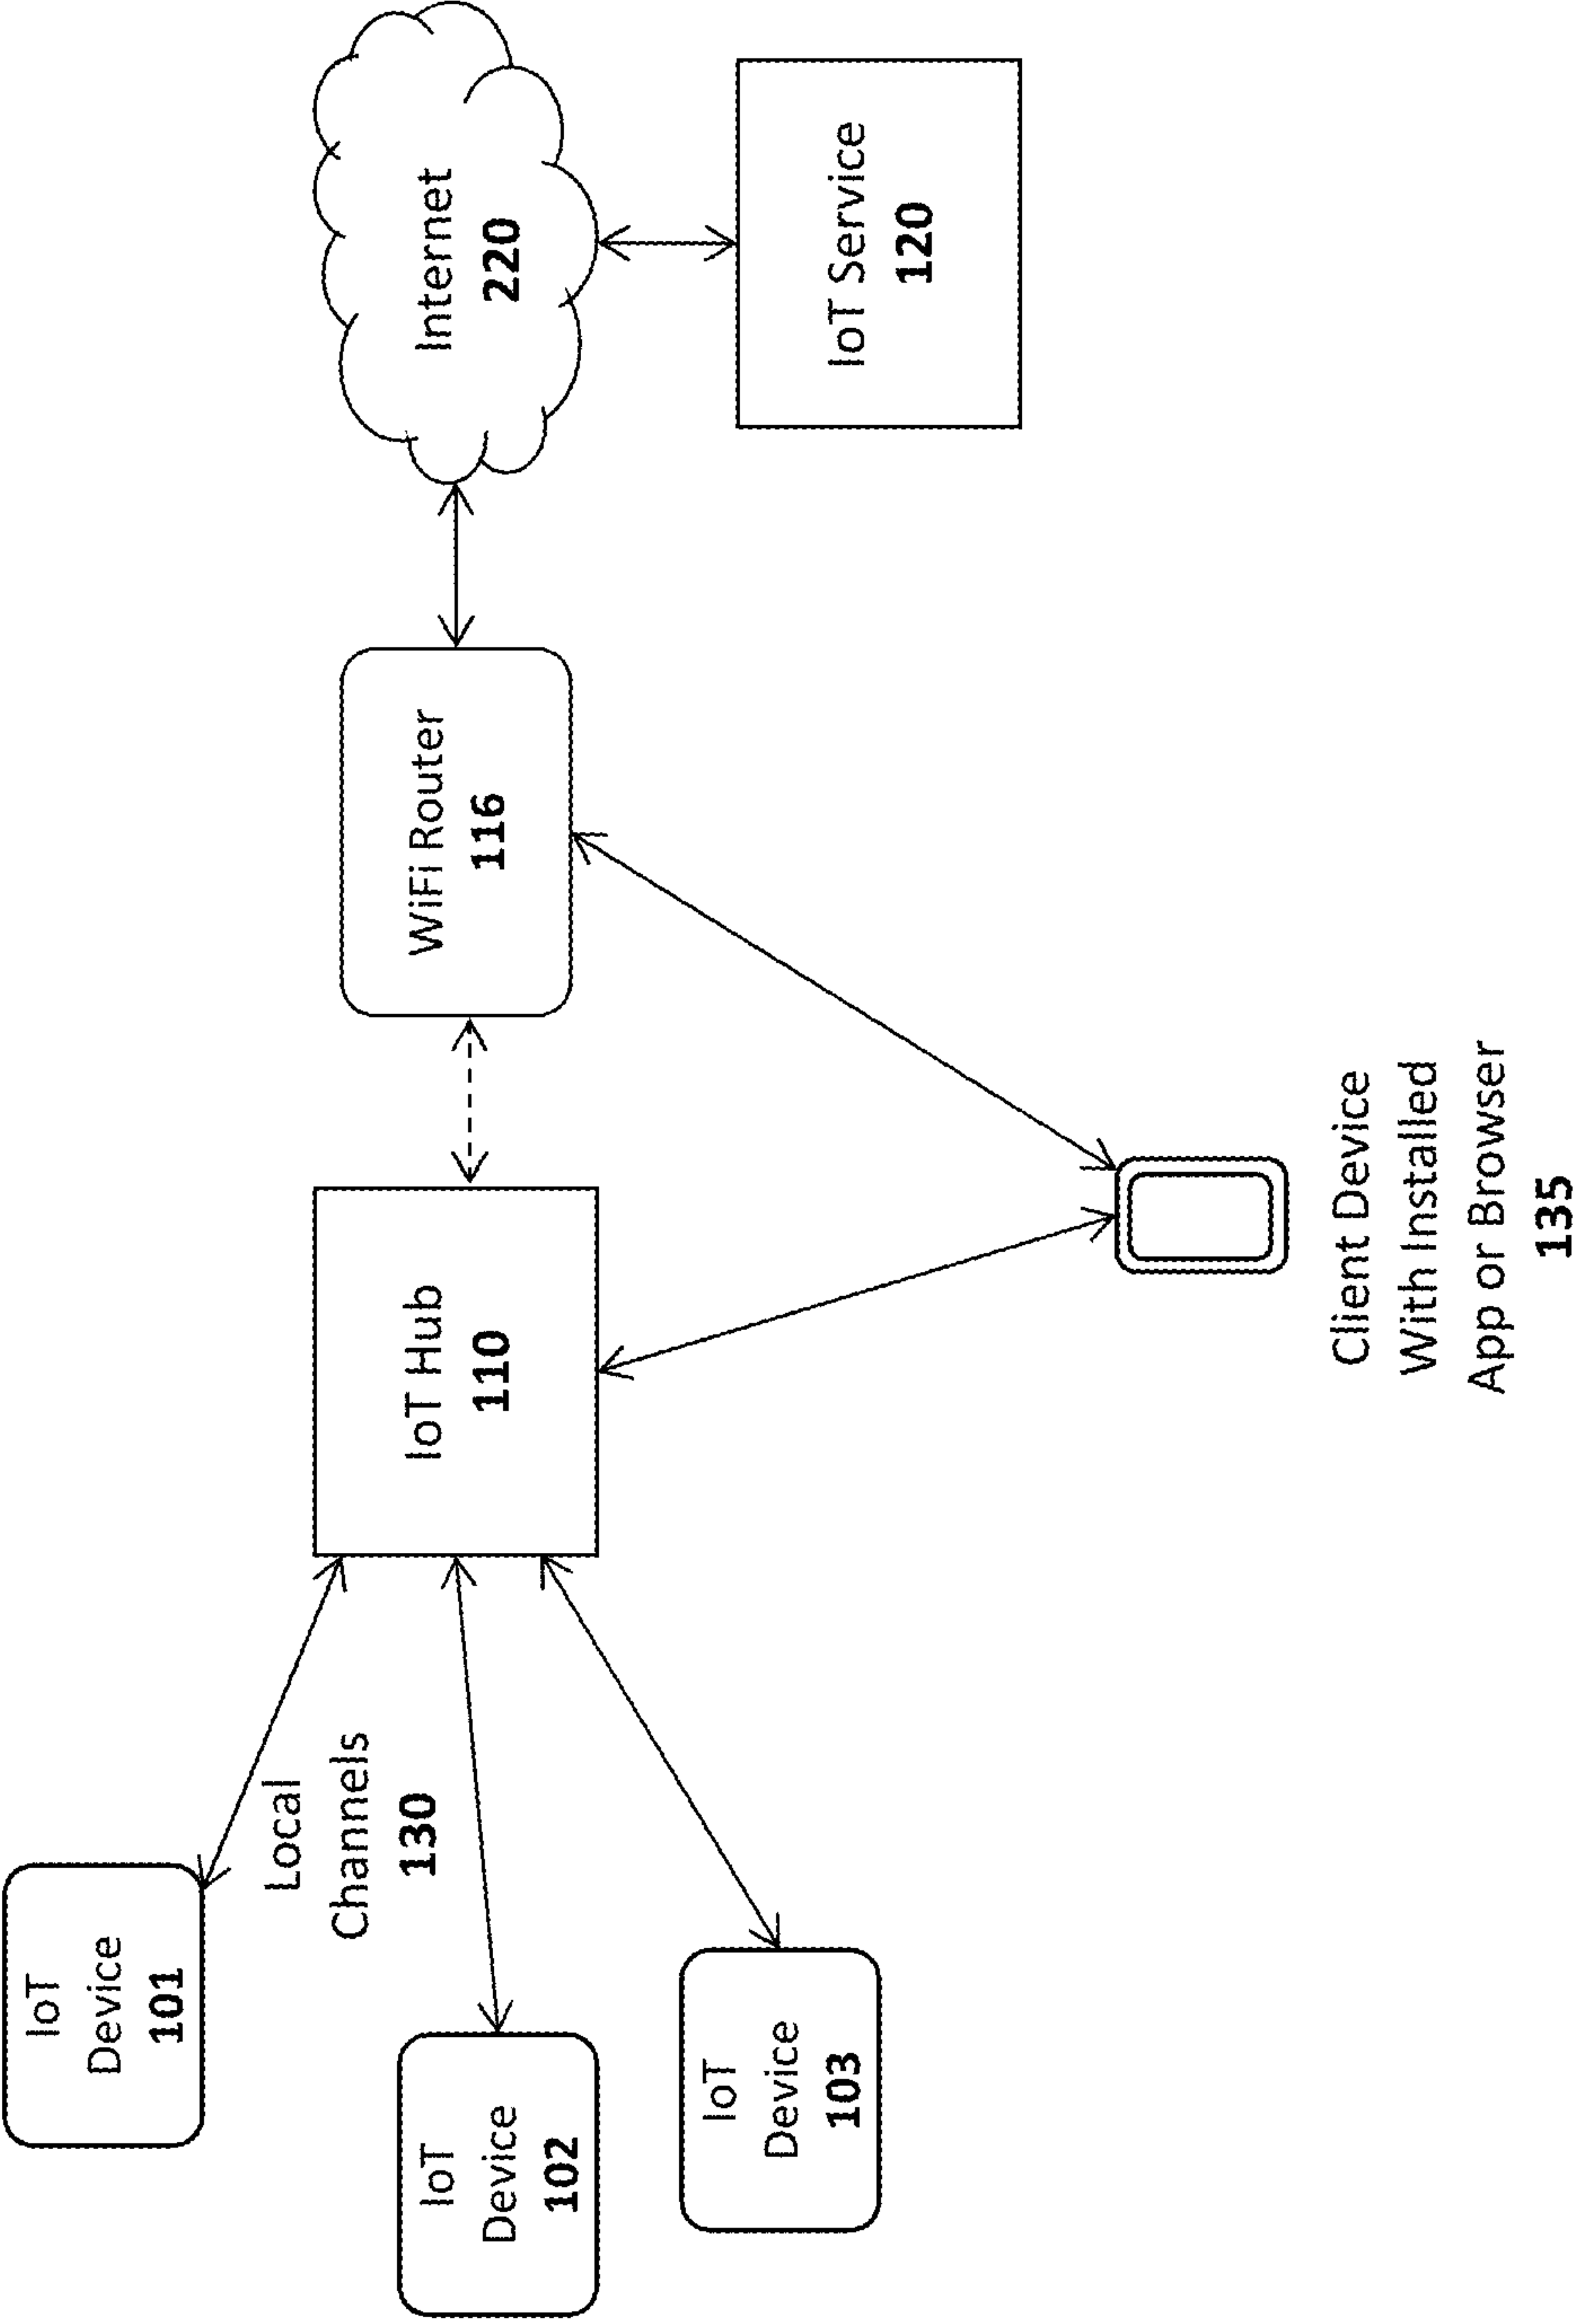 IoT
Device
101
IoT
Device
102
IoT
Device
103
Local
Channels
130
IoT Hub
110
WiFi Router
116
Internet
220
IoT Service
120
Client Device
With Installed
App or Browser
135